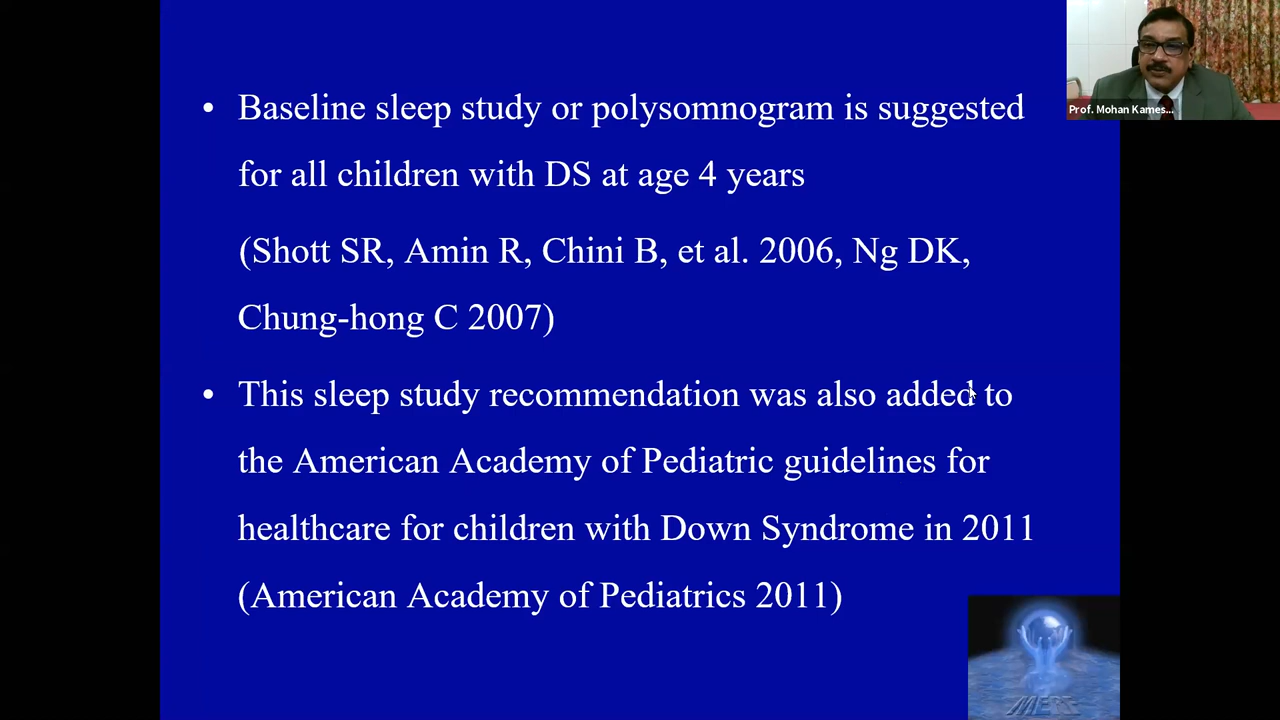 Prof. Mohan Kames...
• Baseline sleep study or polysomnogram is suggested
for all children with DS at age 4 years
(Shott SR, Amin R, Chini B, et al. 2006, Ng DK,
Chung-hong C 2007)
• This sleep study recommendation was also added to
the American Academy of Pediatric guidelines for
healthcare for children with Down Syndrome in 2011
(American Academy of Pediatrics 2011)